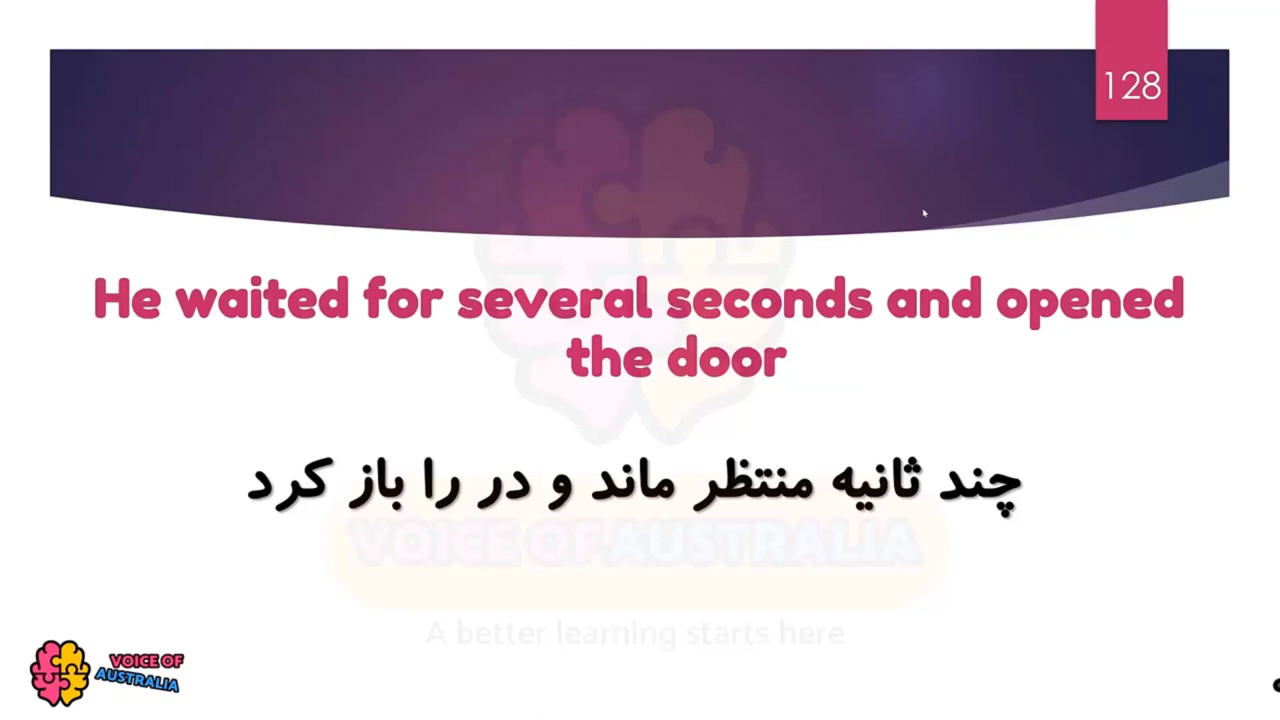 128
He waited for several seconds and opened
the door
چند ثانیه منتظر ماند و در را باز کرد
VOICE OF AUSTRALIA
A better learning starts here
VOICE OF
AUSTRALIA